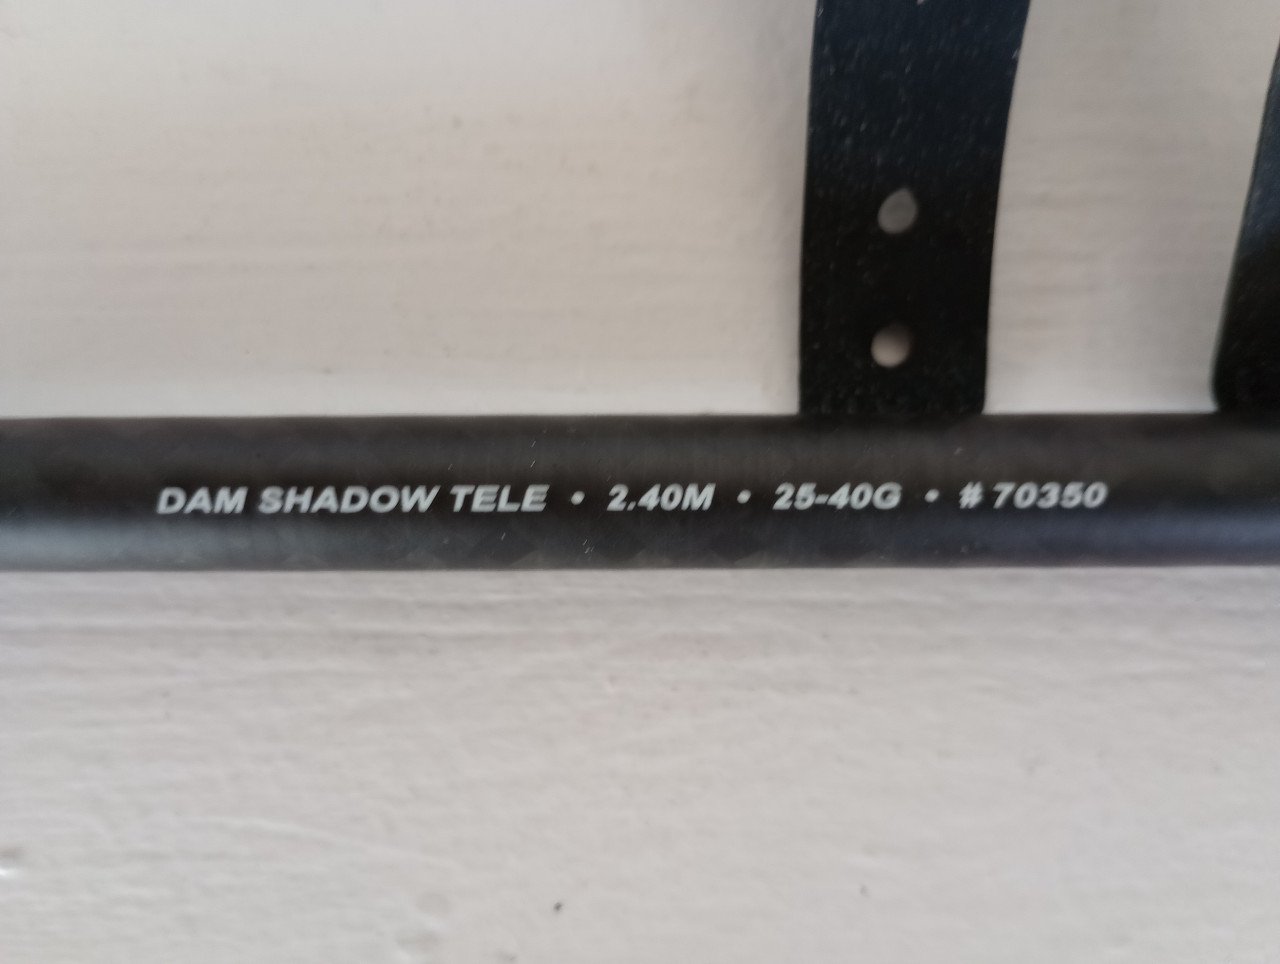 DAM SHADOW TELE • 2.40M • 25-40G • # 70350